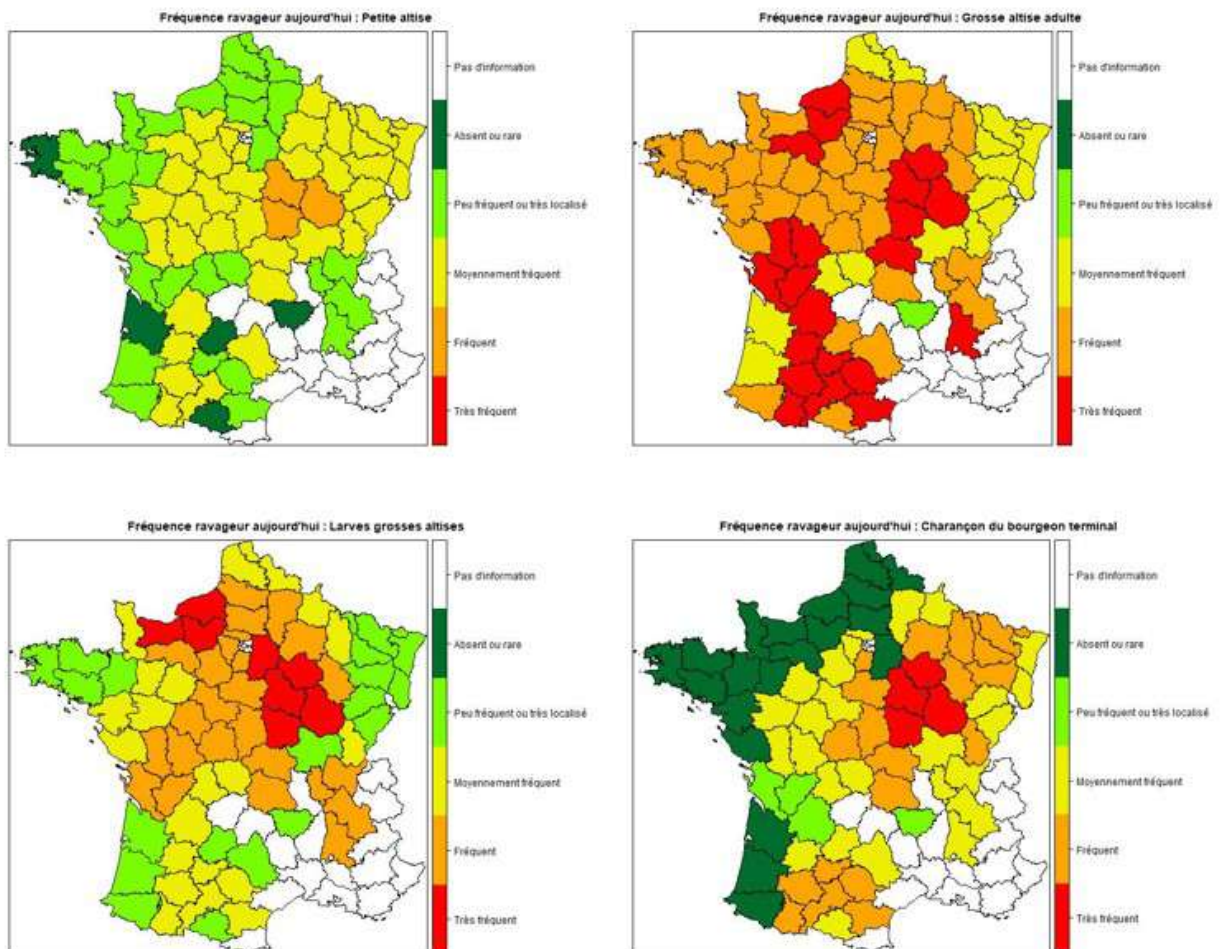 Fréquence ravageur aujourd'hui : Petite altise
Pas d'information
Absent ou rare
Peu fréquent ou très localisé
Moyennement fréquent
Fréquent
Très fréquent
Fréquence ravageur aujourd'hui : Grosse altise adulte
Pas d'information
Absent ou rare
Peu fréquent ou très localisé
Moyennement fréquent
Fréquent
Très fréquent
Fréquence ravageur aujourd'hui : Larves grosses altises
Pas d'information
Absent ou rare
Peu fréquent ou très localisé
Moyennement fréquent
Fréquent
Très fréquent
Fréquence ravageur aujourd'hui : Charançon du bourgeon terminal
Pas d'information
Absent ou rare
Peu fréquent ou très localisé
Moyennement fréquent
Fréquent
Très fréquent